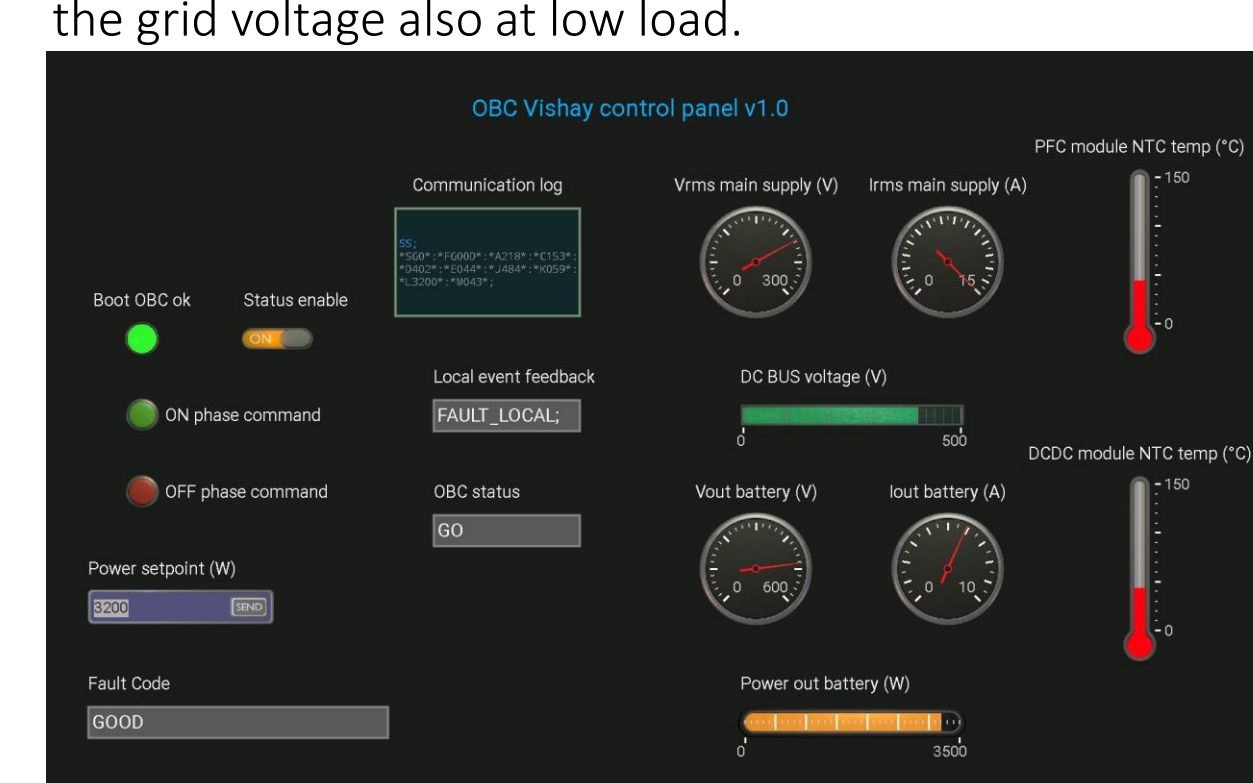 the grid voltage also at low load.
OBC Vishay control panel v1.0
PFC module NTC temp (°C)
150
0
Communication log
SS;
*SG0*:*FGOOD*:*A218*:*C153*:
*D402*:*E044*:*J484*:*K059*:
*L3200*:*M043*;
Vrms main supply (V)
0 300
Irms main supply (A)
0 15
Boot OBC ok
Status enable
ON
Local event feedback
FAULT_LOCAL;
DC BUS voltage (V)
0 500
ON phase command
DCDC module NTC temp (°C)
150
0
OFF phase command
OBC status
GO
Vout battery (V)
0 600
Iout battery (A)
0 10
Power setpoint (W)
3200 SEND
Fault Code
GOOD
Power out battery (W)
0 3500